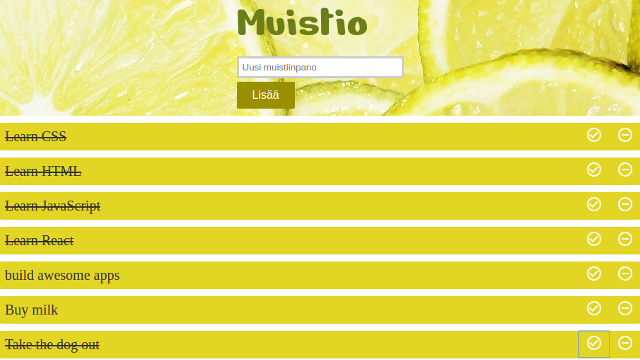 Muistio
Uusi muistiinpano
Lisää
Learn CSS
Learn HTML
Learn JavaScript
Learn React
build awesome apps
Buy milk
Take the dog out